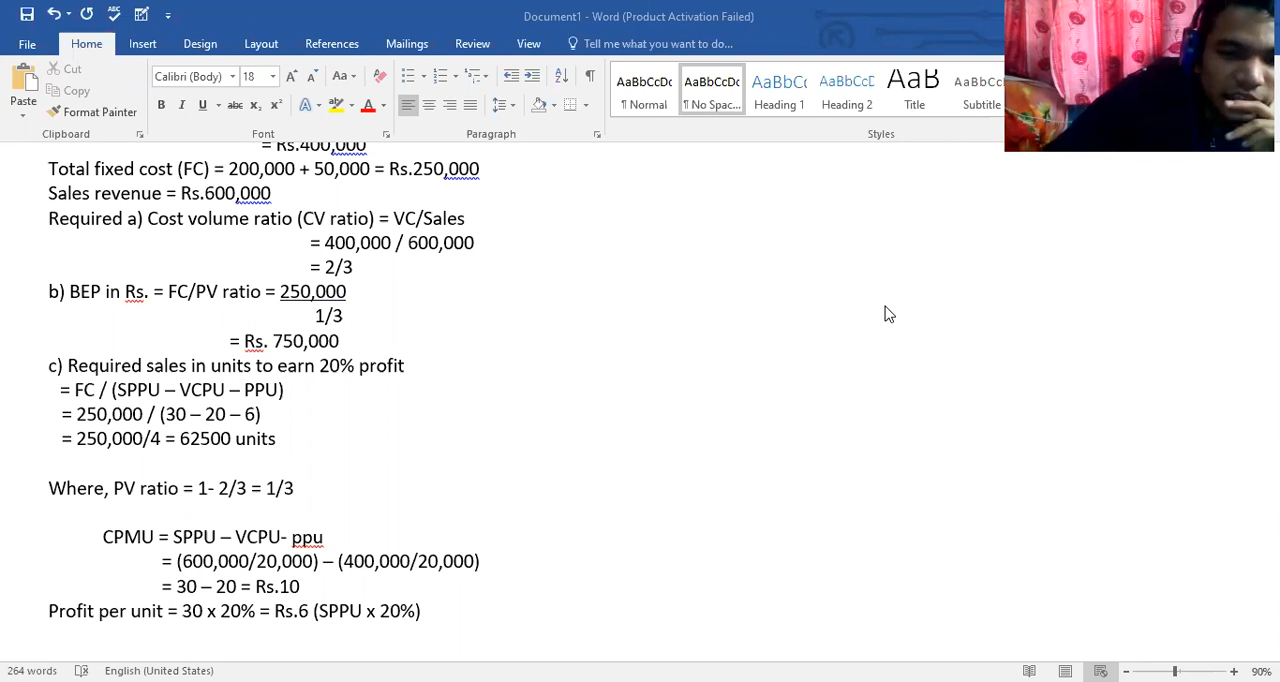 Document1 - Word (Product Activation Failed)
File Home Insert Design Layout References Mailings Review View Tell me what you want to do...
Paste
Cut
Copy
Format Painter
Clipboard
Calibri (Body) 18 Aa
B I U abc x₂ x² A A
Font
Paragraph
AaBbCcDc AaBbCcDc AaBbCc AaBbCcD AaB AaBbCcD
¶ Normal ¶ No Spac... Heading 1 Heading 2 Title Subtitle
Styles
= Rs.400,000
Total fixed cost (FC) = 200,000 + 50,000 = Rs.250,000
Sales revenue = Rs.600,000
Required a) Cost volume ratio (CV ratio) = VC/Sales
= 400,000 / 600,000
= 2/3
b) BEP in Rs. = FC/PV ratio = 250,000
1/3
= Rs. 750,000
c) Required sales in units to earn 20% profit
= FC / (SPPU – VCPU – PPU)
= 250,000 / (30 – 20 – 6)
= 250,000/4 = 62500 units
Where, PV ratio = 1- 2/3 = 1/3
CPMU = SPPU – VCPU- ppu
= (600,000/20,000) – (400,000/20,000)
= 30 – 20 = Rs.10
Profit per unit = 30 x 20% = Rs.6 (SPPU x 20%)
264 words English (United States) 90%